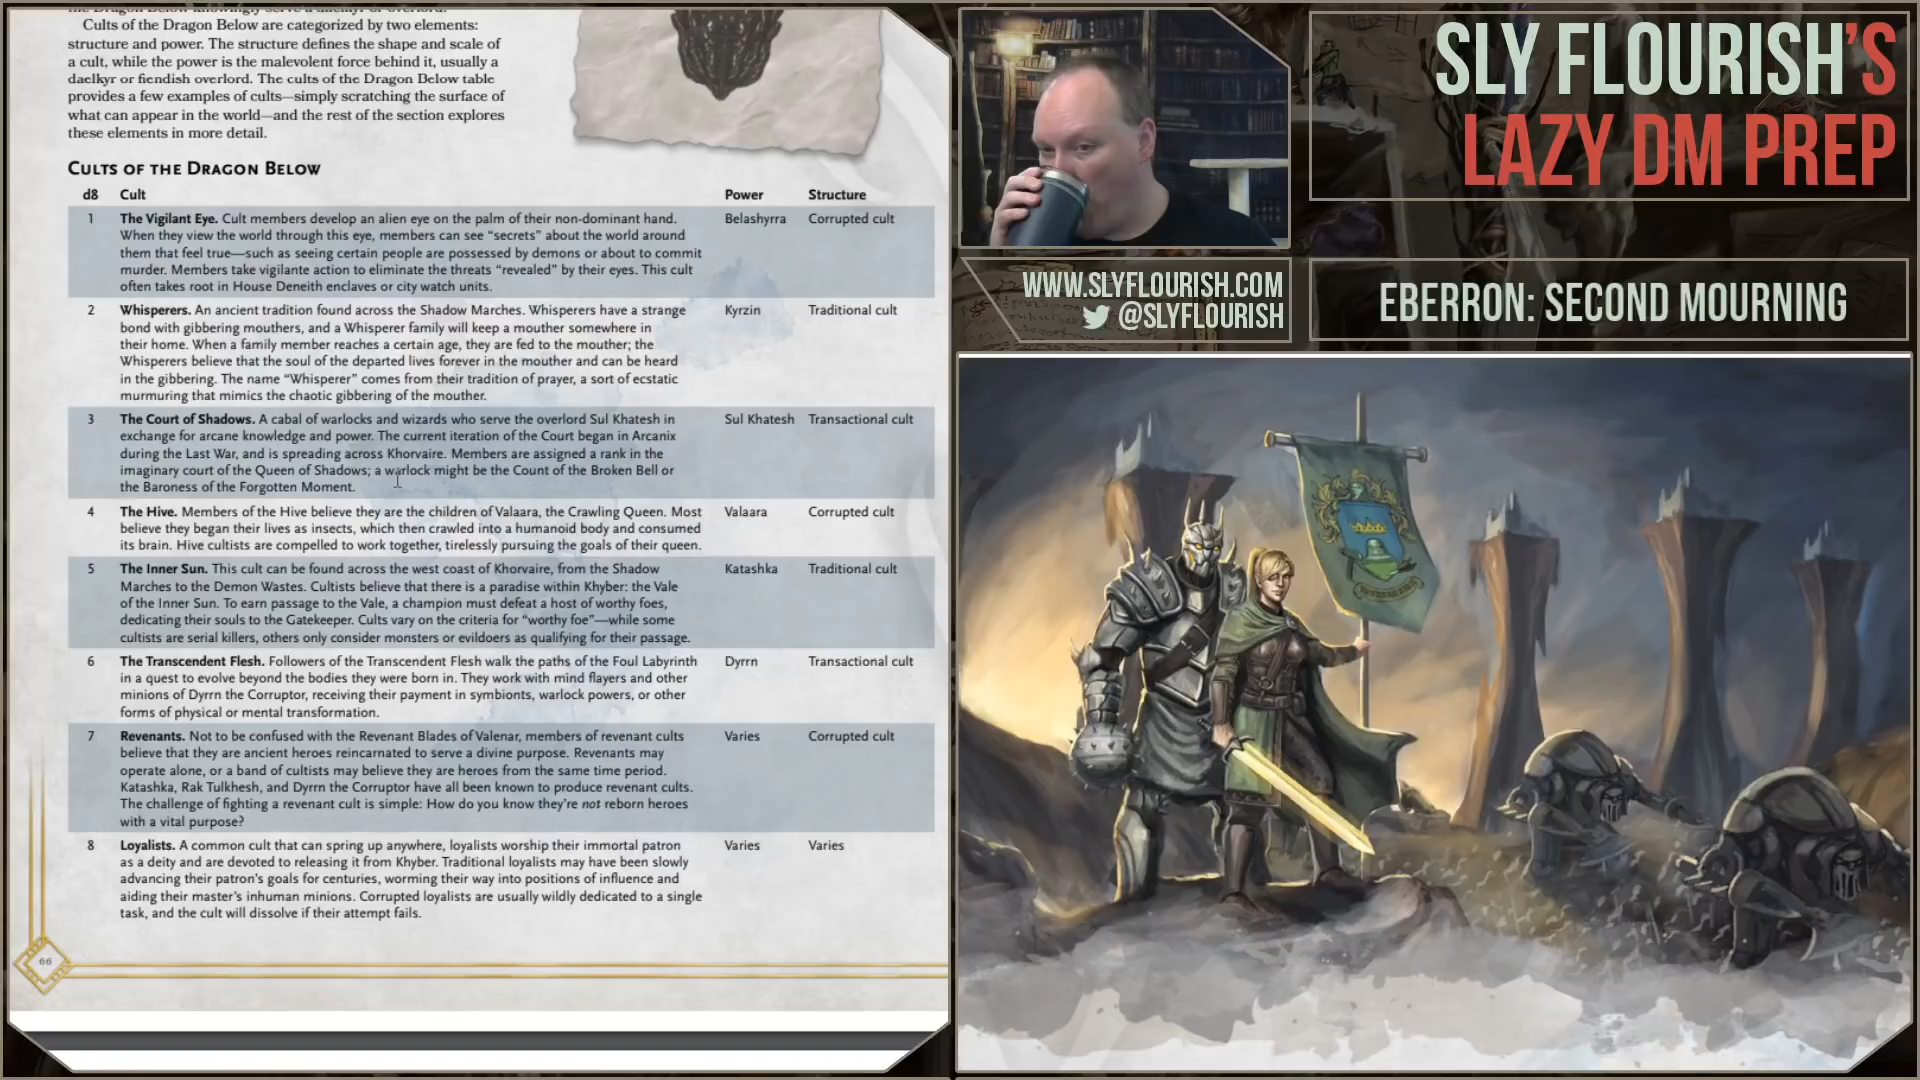 the Dragon Below knowingly serve a daelkyr or overlord.
Cults of the Dragon Below are categorized by two elements:
structure and power. The structure defines the shape and scale of
a cult, while the power is the malevolent force behind it, usually a
daelkyr or fiendish overlord. The cults of the Dragon Below table
provides a few examples of cults—simply scratching the surface of
what can appear in the world—and the rest of the section explores
these elements in more detail.
CULTS OF THE DRAGON BELOW
d8 Cult Power Structure
1 The Vigilant Eye. Cult members develop an alien eye on the palm of their non-dominant hand. Belashyrra Corrupted cult
When they view the world through this eye, members can see “secrets” about the world around
them that feel true—such as seeing certain people are possessed by demons or about to commit
murder. Members take vigilante action to eliminate the threats “revealed” by their eyes. This cult
often takes root in House Deneith enclaves or city watch units.
2 Whisperers. An ancient tradition found across the Shadow Marches. Whisperers have a strange Kyrzin Traditional cult
bond with gibbering mouthers, and a Whisperer family will keep a mouther somewhere in
their home. When a family member reaches a certain age, they are fed to the mouther; the
Whisperers believe that the soul of the departed lives forever in the mouther and can be heard
in the gibbering. The name “Whisperer” comes from their tradition of prayer, a sort of ecstatic
murmuring that mimics the chaotic gibbering of the mouther.
3 The Court of Shadows. A cabal of warlocks and wizards who serve the overlord Sul Khatesh in Sul Khatesh Transactional cult
exchange for arcane knowledge and power. The current iteration of the Court began in Arcanix
during the Last War, and is spreading across Khorvaire. Members are assigned a rank in the
imaginary court of the Queen of Shadows; a warlock might be the Count of the Broken Bell or
the Baroness of the Forgotten Moment.
4 The Hive. Members of the Hive believe they are the children of Valaara, the Crawling Queen. Most Valaara Corrupted cult
believe they began their lives as insects, which then crawled into a humanoid body and consumed
its brain. Hive cultists are compelled to work together, tirelessly pursuing the goals of their queen.
5 The Inner Sun. This cult can be found across the west coast of Khorvaire, from the Shadow Katashka Traditional cult
Marches to the Demon Wastes. Cultists believe that there is a paradise within Khyber: the Vale
of the Inner Sun. To earn passage to the Vale, a champion must defeat a host of worthy foes,
dedicating their souls to the Gatekeeper. Cults vary on the criteria for “worthy foe”—while some
cultists are serial killers, others only consider monsters or evildoers as qualifying for their passage.
6 The Transcendent Flesh. Followers of the Transcendent Flesh walk the paths of the Foul Labyrinth Dyrrn Transactional cult
in a quest to evolve beyond the bodies they were born in. They work with mind flayers and other
minions of Dyrrn the Corruptor, receiving their payment in symbionts, warlock powers, or other
forms of physical or mental transformation.
7 Revenants. Not to be confused with the Revenant Blades of Valenar, members of revenant cults Varies Corrupted cult
believe that they are ancient heroes reincarnated to serve a divine purpose. Revenants may
operate alone, or a band of cultists may believe they are heroes from the same time period.
Katashka, Rak Tulkhesh, and Dyrrn the Corruptor have all been known to produce revenant cults.
The challenge of fighting a revenant cult is simple: How do you know they’re not reborn heroes
with a vital purpose?
8 Loyalists. A common cult that can spring up anywhere, loyalists worship their immortal patron Varies Varies
as a deity and are devoted to releasing it from Khyber. Traditional loyalists may have been slowly
advancing their patron’s goals for centuries, worming their way into positions of influence and
aiding their master’s inhuman minions. Corrupted loyalists are usually wildly dedicated to a single
task, and the cult will dissolve if their attempt fails.
66
SLY FLOURISH’S
LAZY DM PREP
WWW.SLYFLOURISH.COM
@SLYFLOURISH
EBERRON: SECOND MOURNING